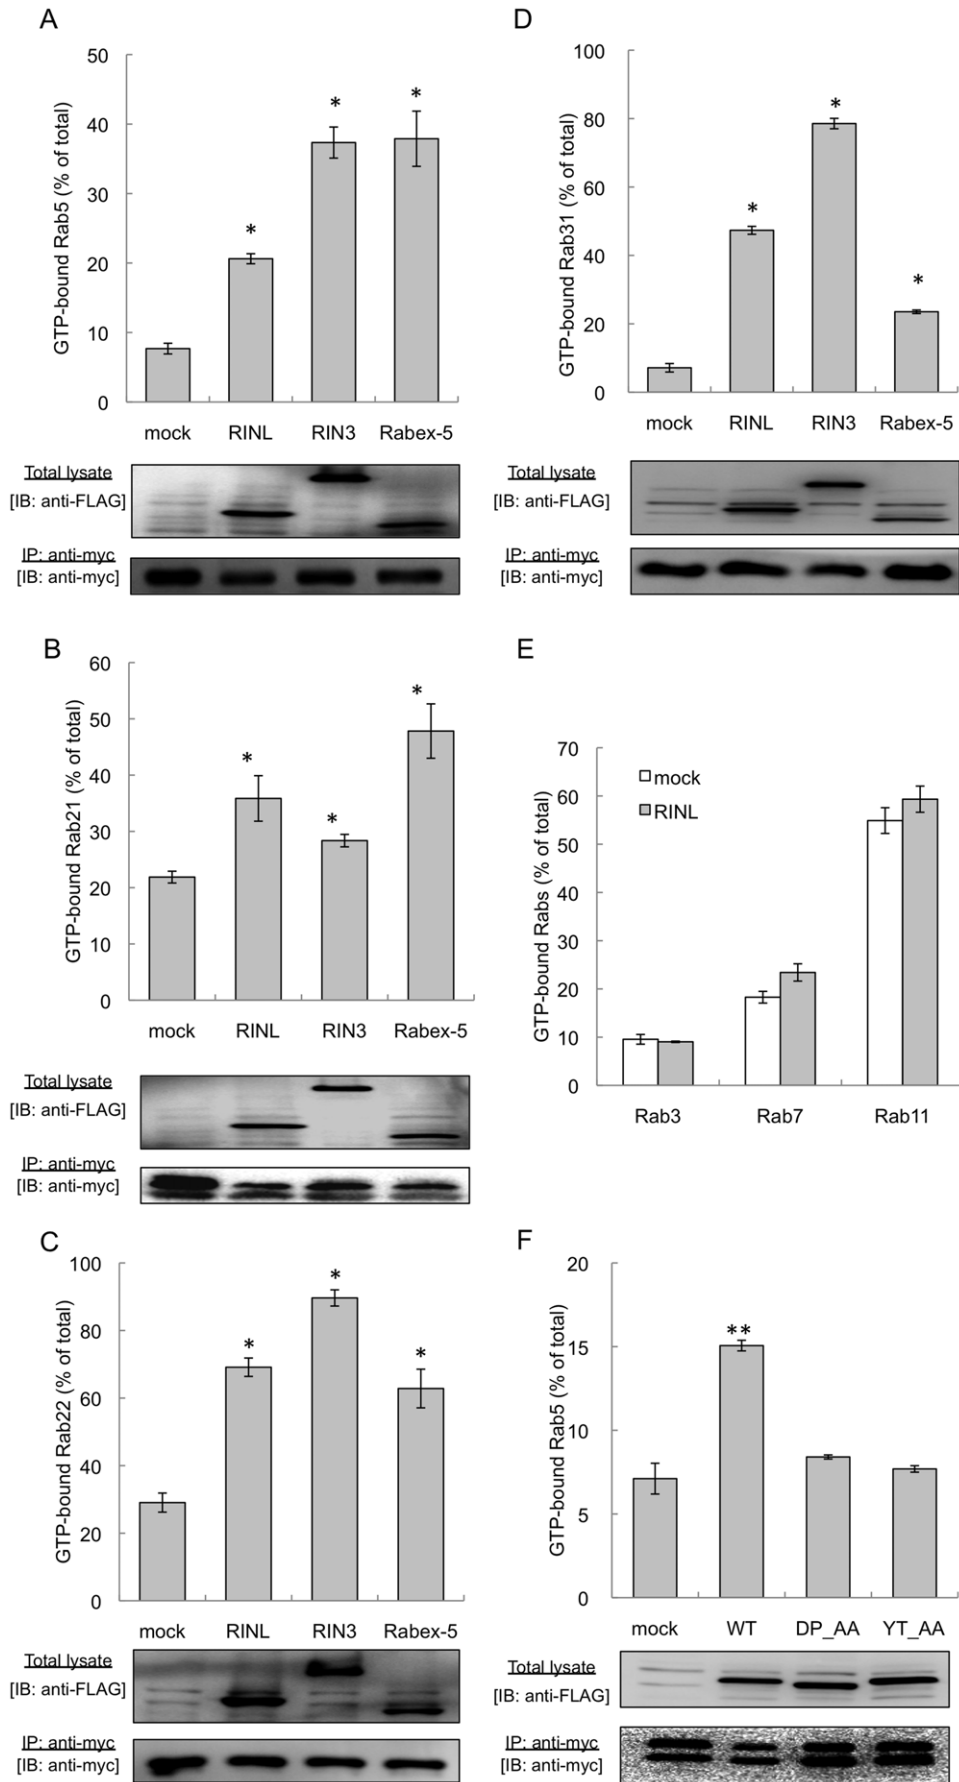 A
GTP-bound Rab5 (% of total)
50
40
30
20
10
0
*
*
*
mock RINL RIN3 Rabex-5
Total lysate
[IB: anti-FLAG]
IP: anti-myc
[IB: anti-myc]
B
GTP-bound Rab21 (% of total)
60
50
40
30
20
10
0
*
*
*
mock RINL RIN3 Rabex-5
Total lysate
[IB: anti-FLAG]
IP: anti-myc
[IB: anti-myc]
C
GTP-bound Rab22 (% of total)
100
80
60
40
20
0
*
*
*
mock RINL RIN3 Rabex-5
Total lysate
[IB: anti-FLAG]
IP: anti-myc
[IB: anti-myc]
D
GTP-bound Rab31 (% of total)
100
80
60
40
20
0
*
*
*
mock RINL RIN3 Rabex-5
Total lysate
[IB: anti-FLAG]
IP: anti-myc
[IB: anti-myc]
E
GTP-bound Rabs (% of total)
70
60
50
40
30
20
10
0
mock
RINL
Rab3 Rab7 Rab11
F
GTP-bound Rab5 (% of total)
20
15
10
5
0
**
mock WT DP_AA YT_AA
Total lysate
[IB: anti-FLAG]
IP: anti-myc
[IB: anti-myc]